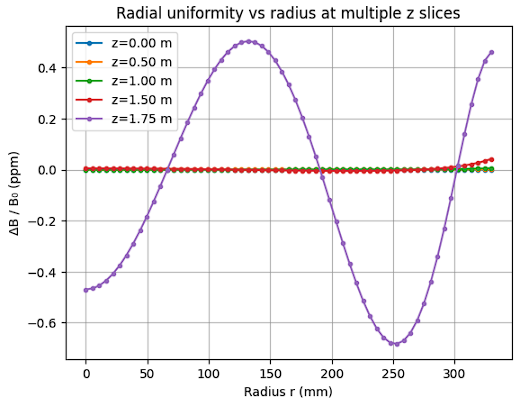 Radial uniformity vs radius at multiple z slices
z=0.00 m
z=0.50 m
z=1.00 m
z=1.50 m
z=1.75 m
ΔB / B₀ (ppm)
0.4
0.2
0.0
−0.2
−0.4
−0.6
0 50 100 150 200 250 300
Radius r (mm)